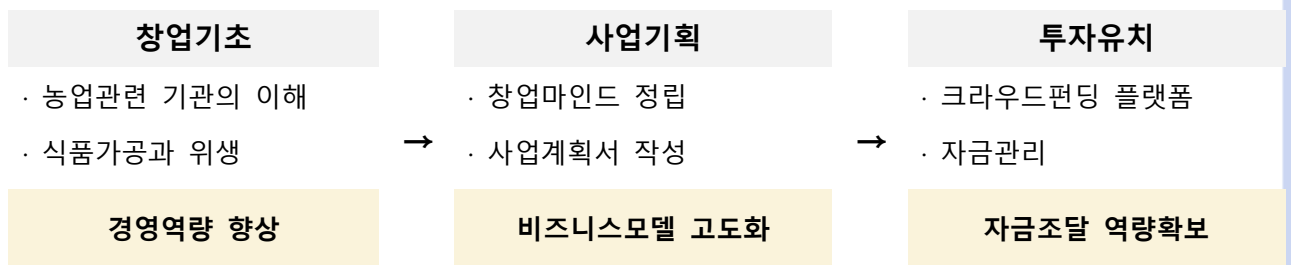 창업기초
· 농업관련 기관의 이해
· 식품가공과 위생
경영역량 향상
→
사업기획
· 창업마인드 정립
· 사업계획서 작성
비즈니스모델 고도화
→
투자유치
· 크라우드펀딩 플랫폼
· 자금관리
자금조달 역량확보